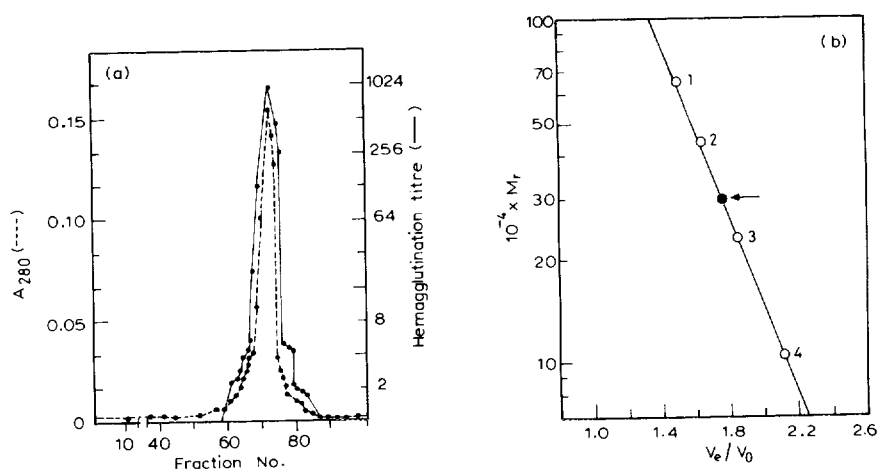 (a)
0.15
0.10
0.05
0
A280 (----)
1024
256
64
8
2
Hemagglutination titre (——)
10 40 60 80
Fraction No.
(b)
100
70
50
30
20
10
10⁻⁴ x Mr
1
2
3
4
1.0 1.4 1.8 2.2 2.6
Ve/V0